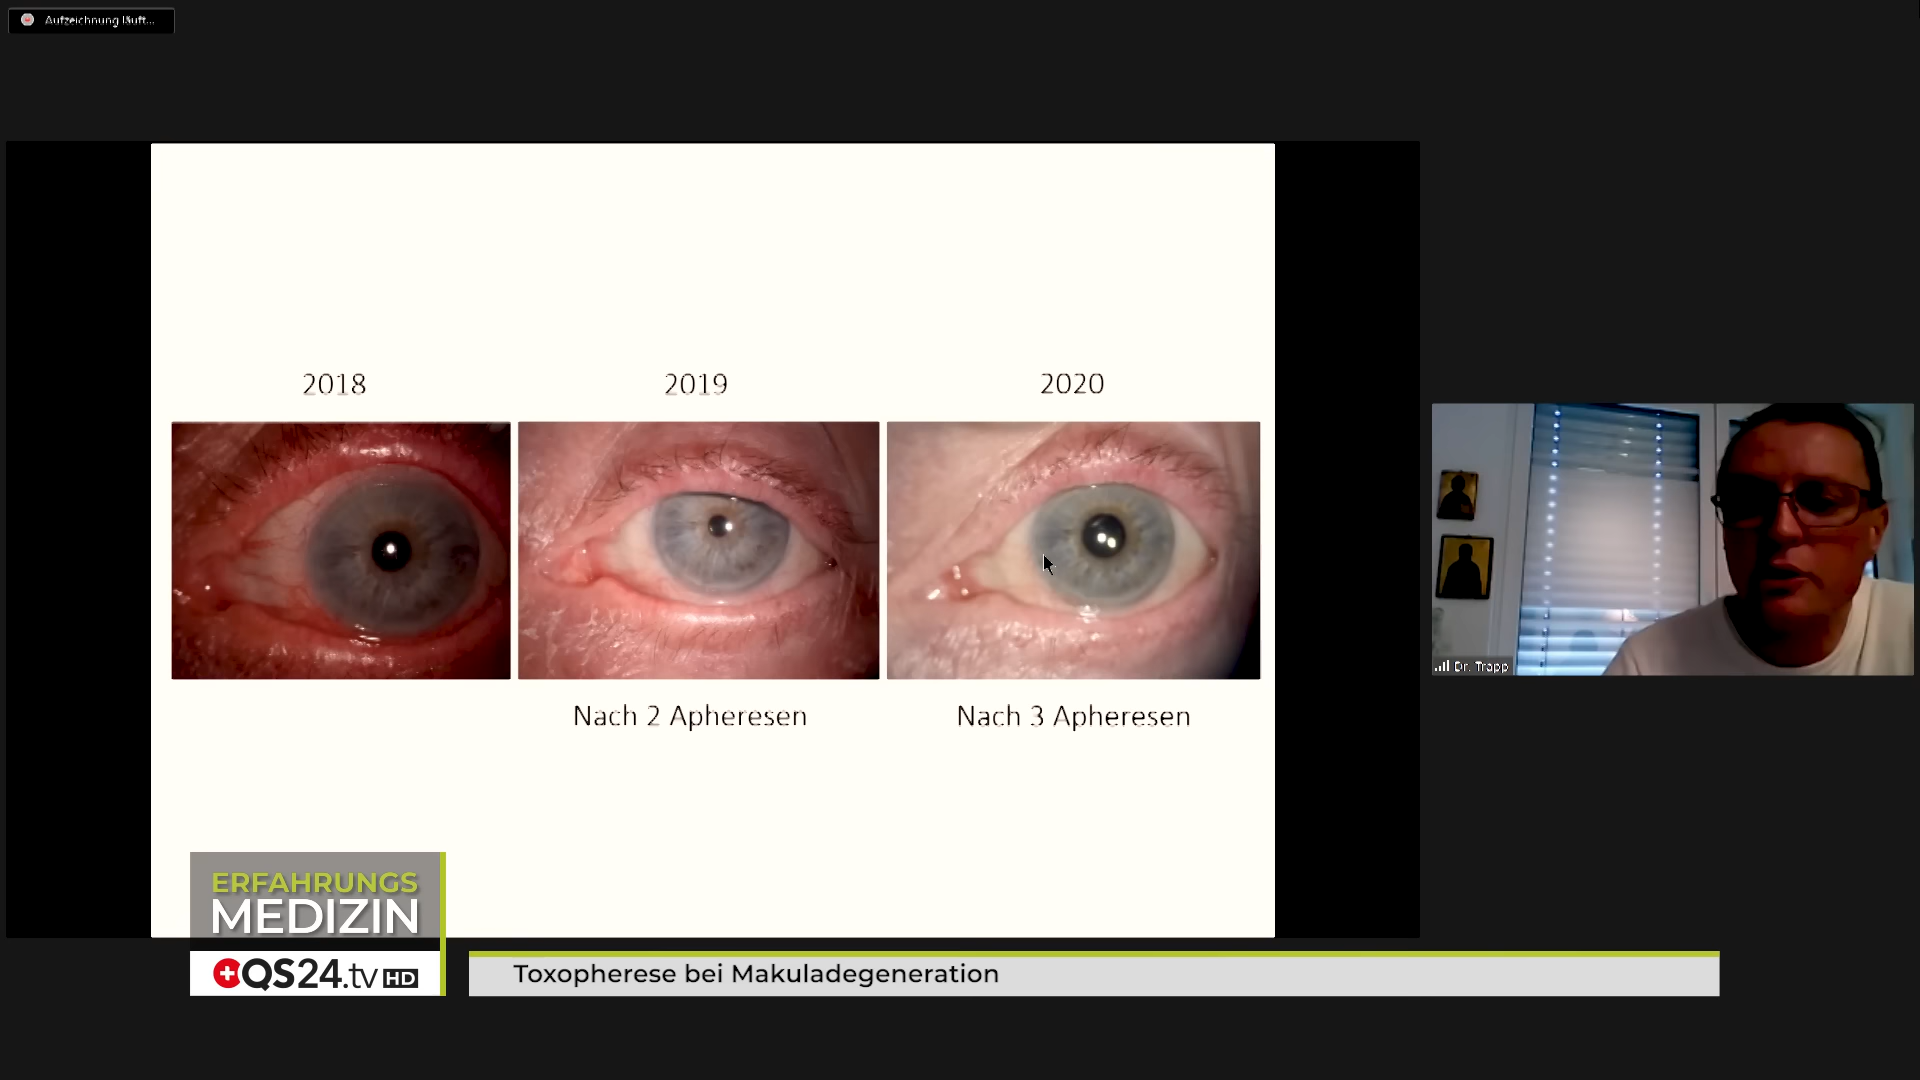 Aufzeichnung läuft...
2018
2019
2020
Nach 2 Apheresen
Nach 3 Apheresen
Dr. Trapp
ERFAHRUNGS
MEDIZIN
QS24.tv HD
Toxopherese bei Makuladegeneration